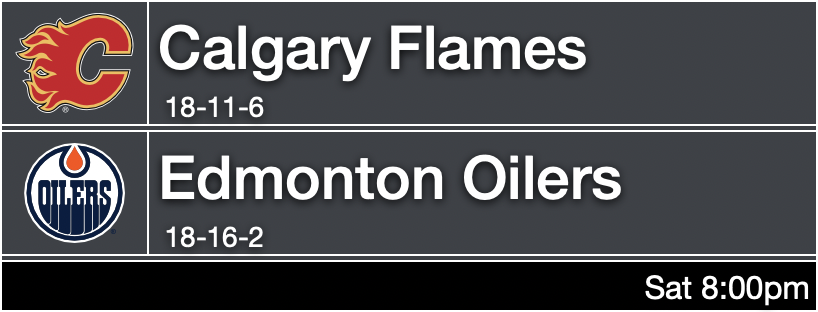 Calgary Flames
18-11-6
OILERS
Edmonton Oilers
18-16-2
Sat 8:00pm